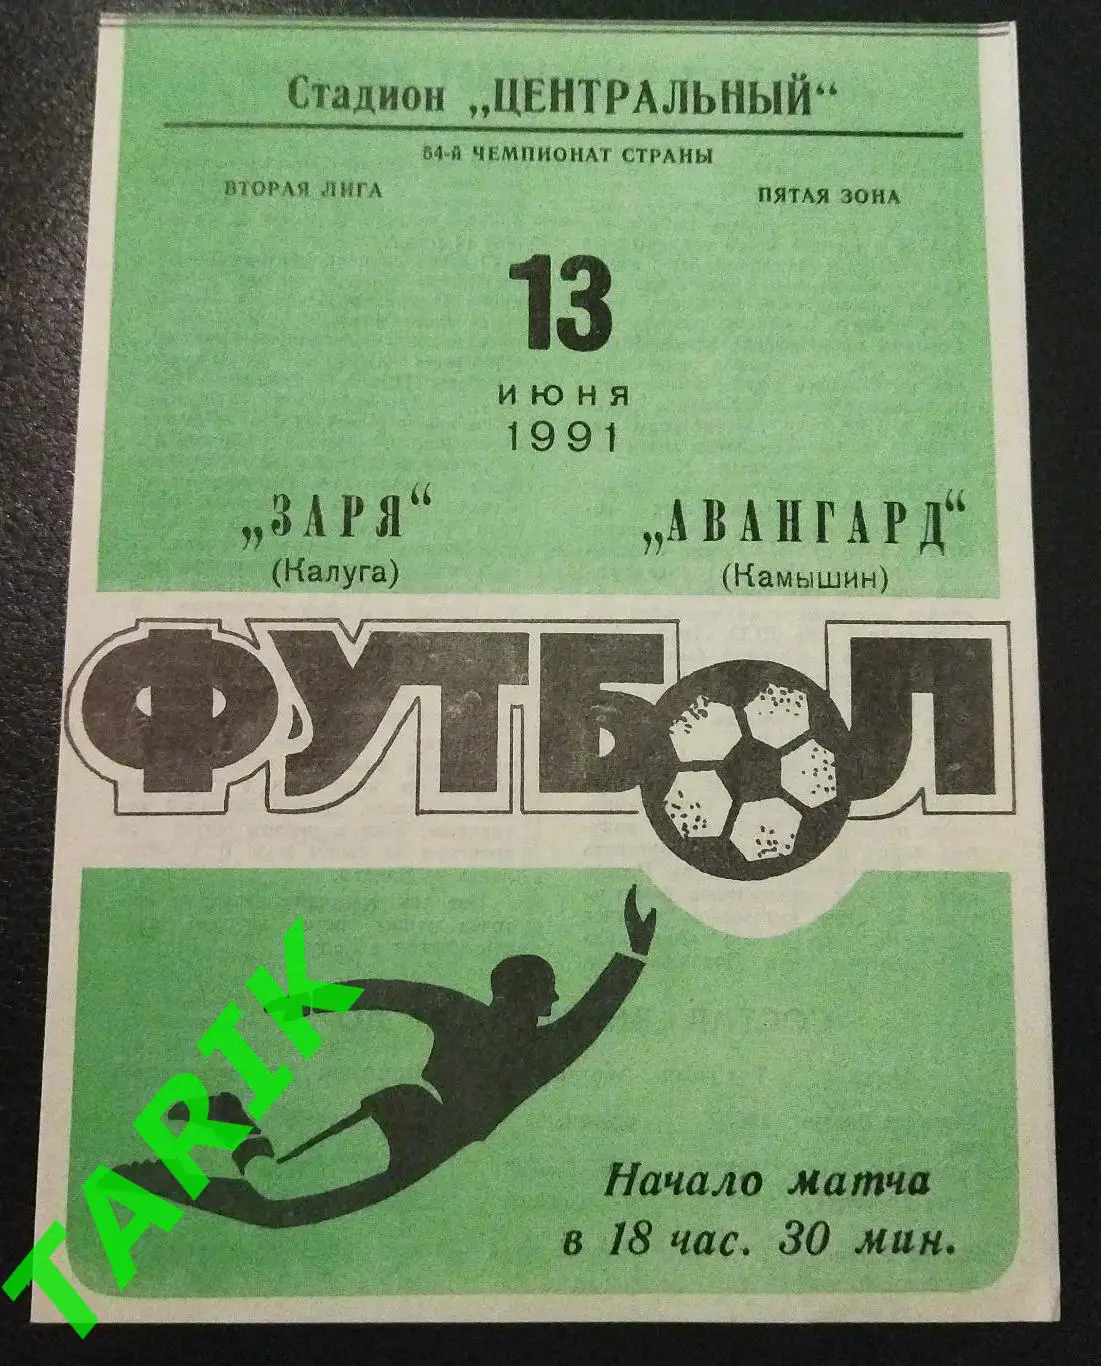 Стадион „ЦЕНТРАЛЬНЫЙ“
54-й ЧЕМПИОНАТ СТРАНЫ
ВТОРАЯ ЛИГА
ПЯТАЯ ЗОНА
13
ИЮНЯ
1991
„ЗАРЯ“
(Калуга)
„АВАНГАРД“
(Камышин)
ФУТБОЛ
Начало матча
в 18 час. 30 мин.
TARIK